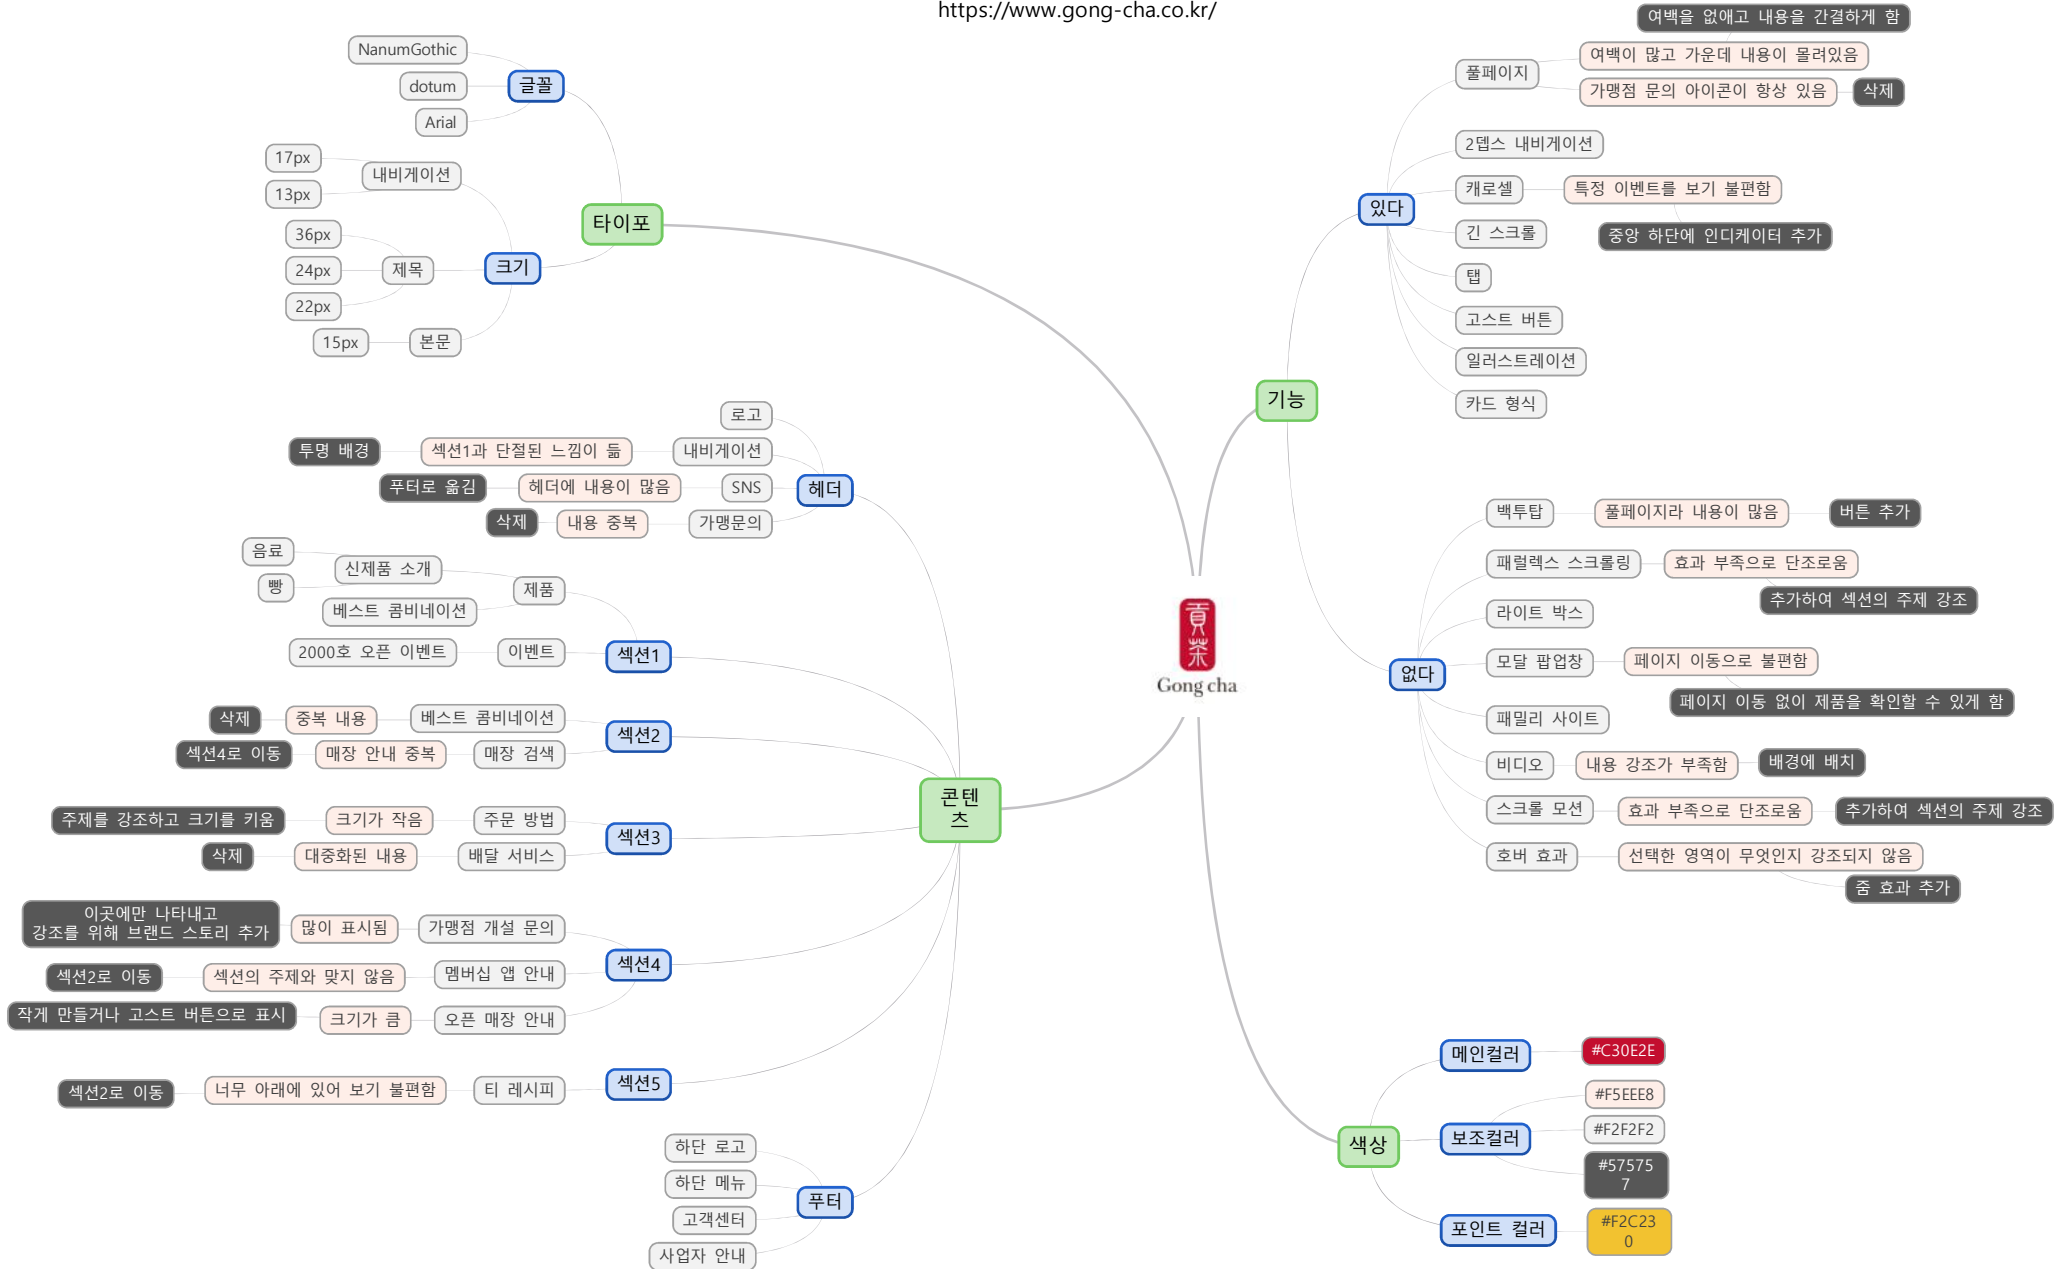 https://www.gong-cha.co.kr/
타이포
글꼴
NanumGothic
dotum
Arial
크기
내비게이션
17px
13px
제목
36px
24px
22px
본문
15px
콘텐
츠
헤더
로고
내비게이션
섹션1과 단절된 느낌이 듦
투명 배경
SNS
헤더에 내용이 많음
푸터로 옮김
가맹문의
내용 중복
삭제
섹션1
제품
신제품 소개
음료
빵
베스트 콤비네이션
이벤트
2000호 오픈 이벤트
섹션2
베스트 콤비네이션
중복 내용
삭제
매장 검색
매장 안내 중복
섹션4로 이동
섹션3
주문 방법
크기가 작음
주제를 강조하고 크기를 키움
배달 서비스
대중화된 내용
삭제
섹션4
가맹점 개설 문의
많이 표시됨
이곳에만 나타내고
강조를 위해 브랜드 스토리 추가
멤버십 앱 안내
섹션의 주제와 맞지 않음
섹션2로 이동
오픈 매장 안내
크기가 큼
작게 만들거나 고스트 버튼으로 표시
섹션5
티 레시피
너무 아래에 있어 보기 불편함
섹션2로 이동
푸터
하단 로고
하단 메뉴
고객센터
사업자 안내
貢茶
Gong cha
기능
있다
풀페이지
여백이 많고 가운데 내용이 몰려있음
여백을 없애고 내용을 간결하게 함
가맹점 문의 아이콘이 항상 있음
삭제
2뎁스 내비게이션
캐로셀
특정 이벤트를 보기 불편함
중앙 하단에 인디케이터 추가
긴 스크롤
탭
고스트 버튼
일러스트레이션
카드 형식
없다
백투탑
풀페이지라 내용이 많음
버튼 추가
패럴렉스 스크롤링
효과 부족으로 단조로움
추가하여 섹션의 주제 강조
라이트 박스
모달 팝업창
페이지 이동으로 불편함
페이지 이동 없이 제품을 확인할 수 있게 함
패밀리 사이트
비디오
내용 강조가 부족함
배경에 배치
스크롤 모션
효과 부족으로 단조로움
추가하여 섹션의 주제 강조
호버 효과
선택한 영역이 무엇인지 강조되지 않음
줌 효과 추가
색상
메인컬러
#C30E2E
보조컬러
#F5EEE8
#F2F2F2
#57575
7
포인트 컬러
#F2C23
0